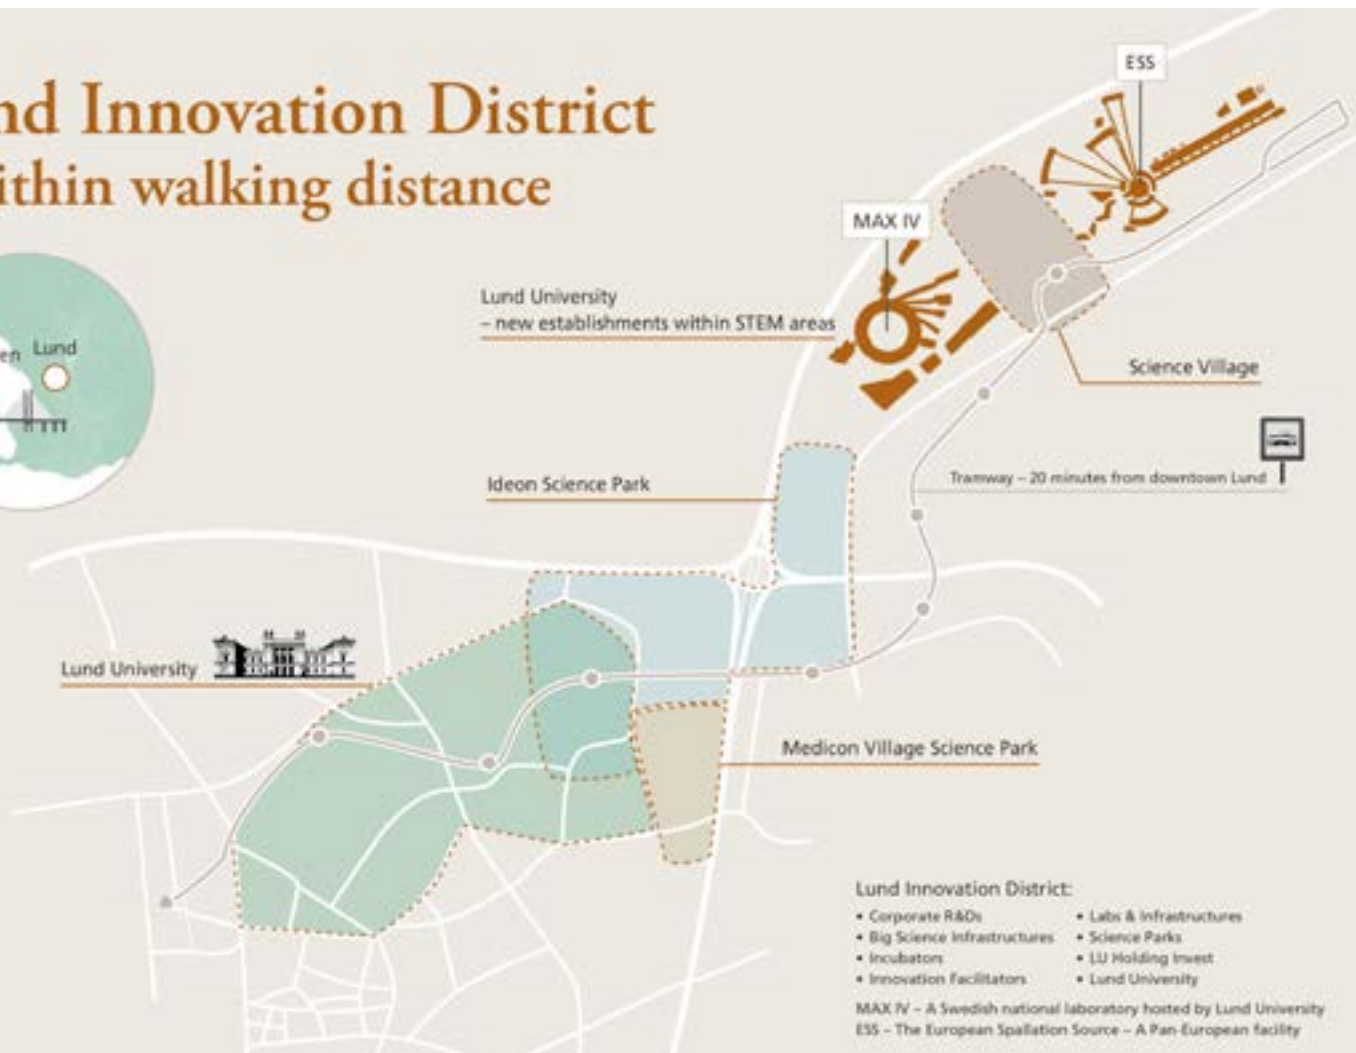 nd Innovation District
ithin walking distance
ESS
MAX IV
Lund University
– new establishments within STEM areas
en Lund
Science Village
Ideon Science Park
Tramway – 20 minutes from downtown Lund
Lund University
Medicon Village Science Park
Lund Innovation District:
• Corporate R&Ds
• Big Science Infrastructures
• Incubators
• Innovation Facilitators
• Labs & Infrastructures
• Science Parks
• LU Holding Invest
• Lund University
MAX IV – A Swedish national laboratory hosted by Lund University
ESS – The European Spallation Source – A Pan-European facility